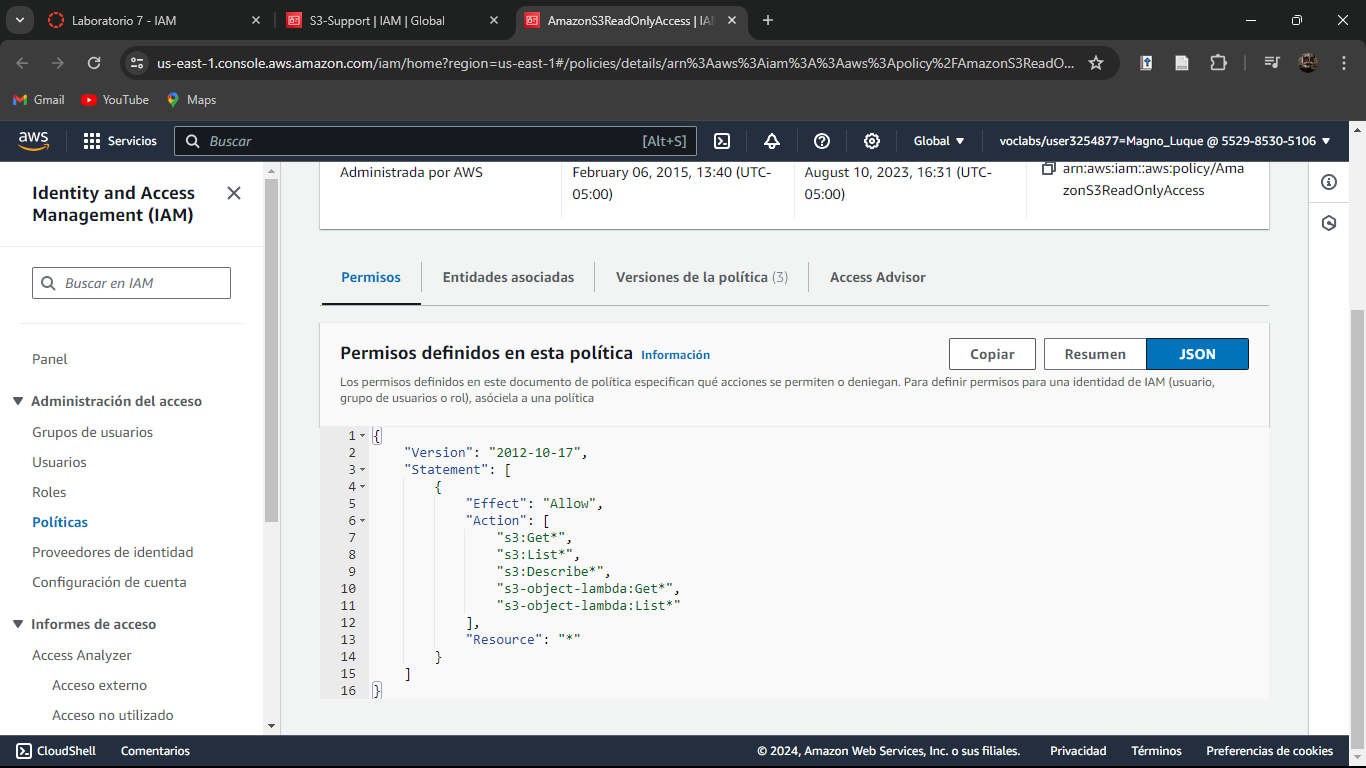 Laboratorio 7 - IAM
S3-Support | IAM | Global
AmazonS3ReadOnlyAccess | IAM
us-east-1.console.aws.amazon.com/iam/home?region=us-east-1#/policies/details/arn%3Aaws%3Aiam%3A%3Aaws%3Apolicy%2FAmazonS3ReadO...
Gmail
YouTube
Maps
aws
Servicios
Buscar
[Alt+S]
Global
voclabs/user3254877=Magno_Luque @ 5529-8530-5106
Identity and Access
Management (IAM)
Buscar en IAM
Panel
Administración del acceso
Grupos de usuarios
Usuarios
Roles
Políticas
Proveedores de identidad
Configuración de cuenta
Informes de acceso
Access Analyzer
Acceso externo
Acceso no utilizado
Administrada por AWS
February 06, 2015, 13:40 (UTC-
05:00)
August 10, 2023, 16:31 (UTC-
05:00)
arn:aws:iam::aws:policy/Ama
zonS3ReadOnlyAccess
Permisos
Entidades asociadas
Versiones de la política (3)
Access Advisor
Permisos definidos en esta política Información
Copiar
Resumen
JSON
Los permisos definidos en este documento de política especifican qué acciones se permiten o deniegan. Para definir permisos para una identidad de IAM (usuario,
grupo de usuarios o rol), asóciela a una política
1 {
2 "Version": "2012-10-17",
3 "Statement": [
4 {
5 "Effect": "Allow",
6 "Action": [
7 "s3:Get*",
8 "s3:List*",
9 "s3:Describe*",
10 "s3-object-lambda:Get*",
11 "s3-object-lambda:List*"
12 ],
13 "Resource": "*"
14 }
15 ]
16 }
CloudShell
Comentarios
© 2024, Amazon Web Services, Inc. o sus filiales.
Privacidad
Términos
Preferencias de cookies